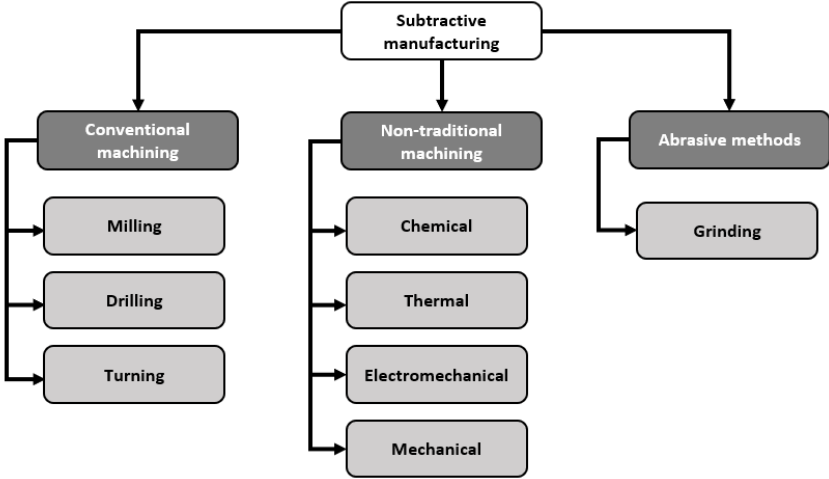 Subtractive
manufacturing
Conventional
machining
Milling
Drilling
Turning
Non-traditional
machining
Chemical
Thermal
Electromechanical
Mechanical
Abrasive methods
Grinding